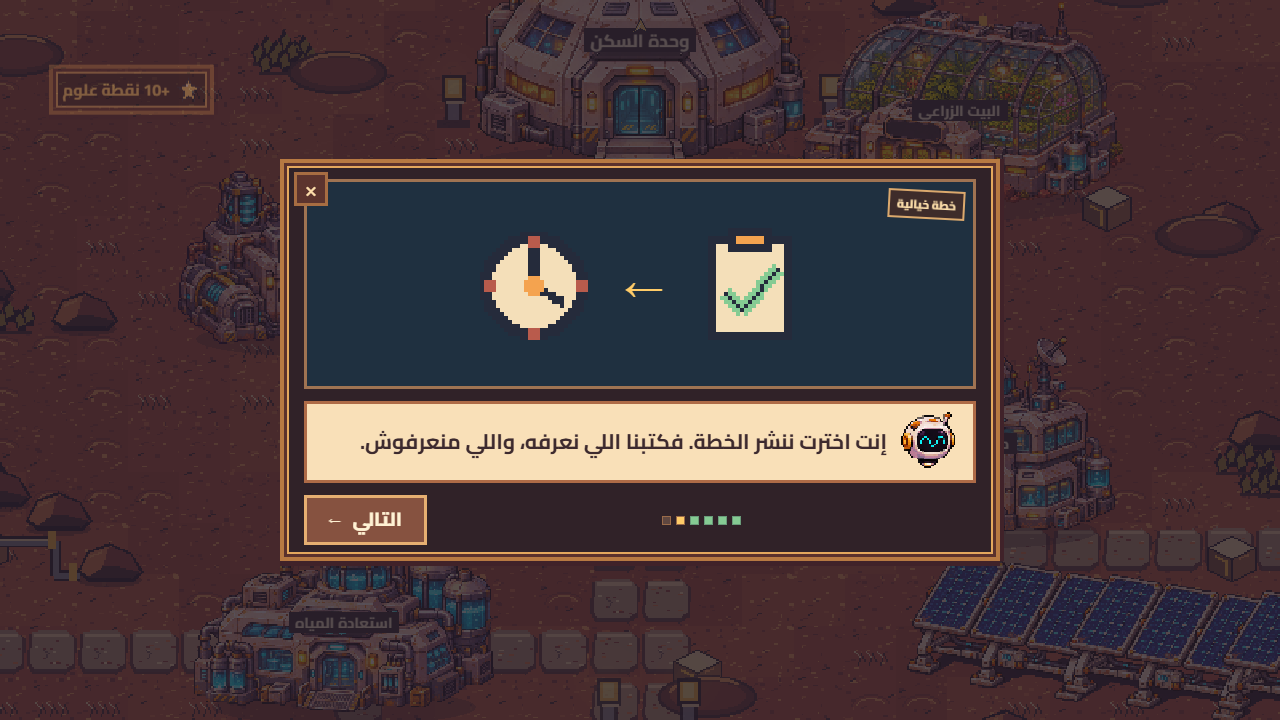 وحدة السكن
+10 نقطة علوم
البيت الزراعي
×
خطة خيالية
←
إنت اخترت ننشر الخطة. فكتبنا اللي نعرفه، واللي منعرفوش.
التالي ←
استعادة المياه